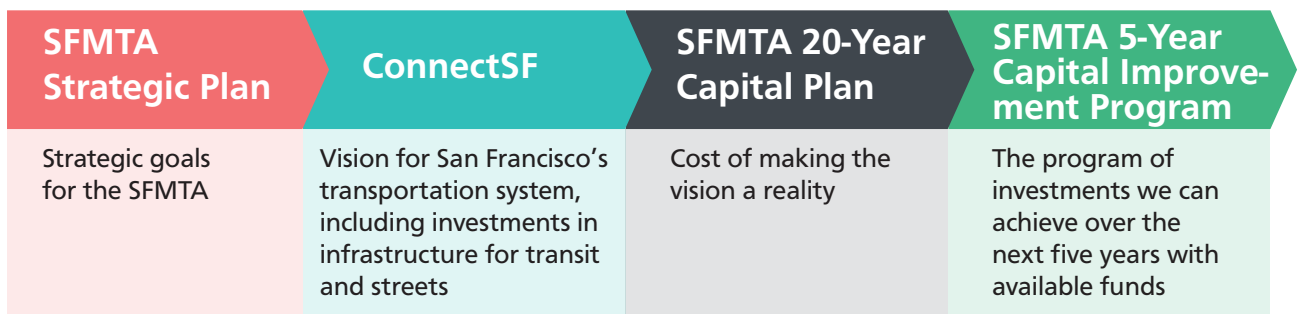 SFMTA
Strategic Plan
ConnectSF
SFMTA 20-Year
Capital Plan
SFMTA 5-Year
Capital Improve-
ment Program
Strategic goals
for the SFMTA
Vision for San Francisco’s
transportation system,
including investments in
infrastructure for transit
and streets
Cost of making the
vision a reality
The program of
investments we can
achieve over the
next five years with
available funds